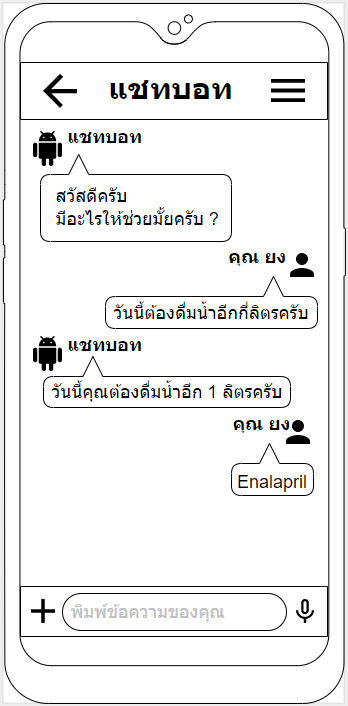 แชทบอท
แชทบอท
สวัสดีครับ
มีอะไรให้ช่วยมั้ยครับ ?
คุณ ยง
วันนี้ต้องดื่มน้ำอีกกี่ลิตรครับ
แชทบอท
วันนี้คุณต้องดื่มน้ำอีก 1 ลิตรครับ
คุณ ยง
Enalapril
พิมพ์ข้อความของคุณ